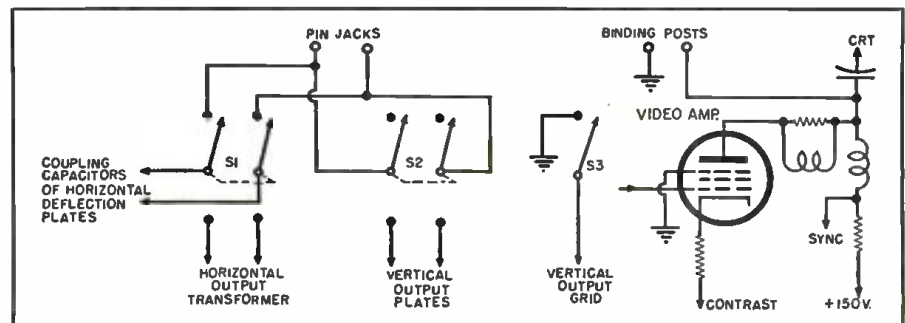 PIN JACKS
BINDING POSTS
CRT
VIDEO AMP.
S1
S2
S3
COUPLING
CAPACITORS
OF HORIZONTAL
DEFLECTION
PLATES
SYNC
HORIZONTAL
OUTPUT
TRANSFORMER
VERTICAL
OUTPUT
PLATES
VERTICAL
OUTPUT
GRID
CONTRAST
+150V.